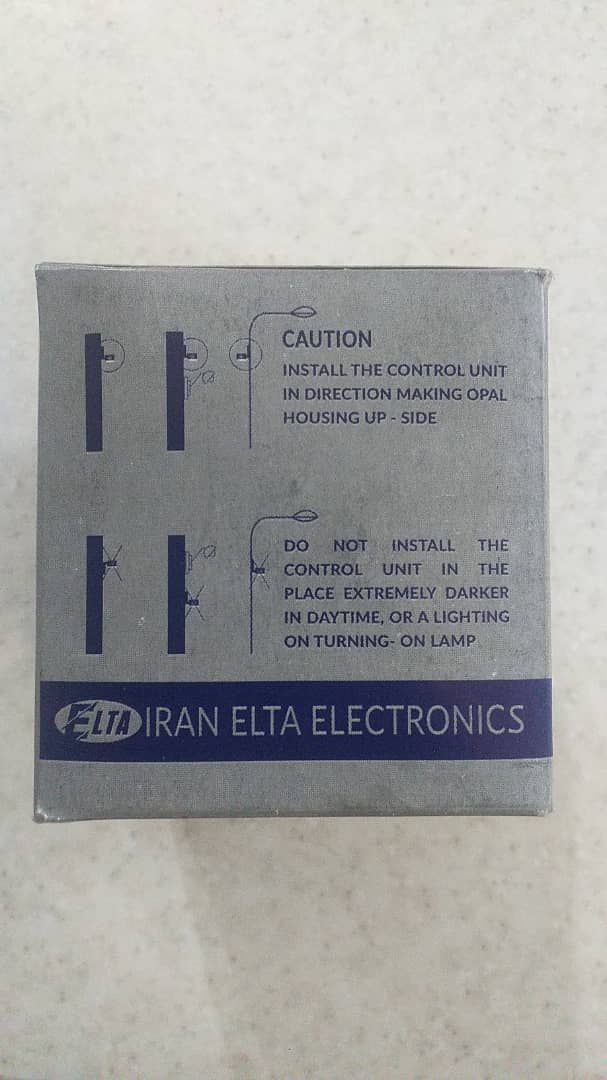 CAUTION
INSTALL THE CONTROL UNIT
IN DIRECTION MAKING OPAL
HOUSING UP - SIDE
DO NOT INSTALL THE
CONTROL UNIT IN THE
PLACE EXTREMELY DARKER
IN DAYTIME, OR A LIGHTING
ON TURNING- ON LAMP
ELTA IRAN ELTA ELECTRONICS